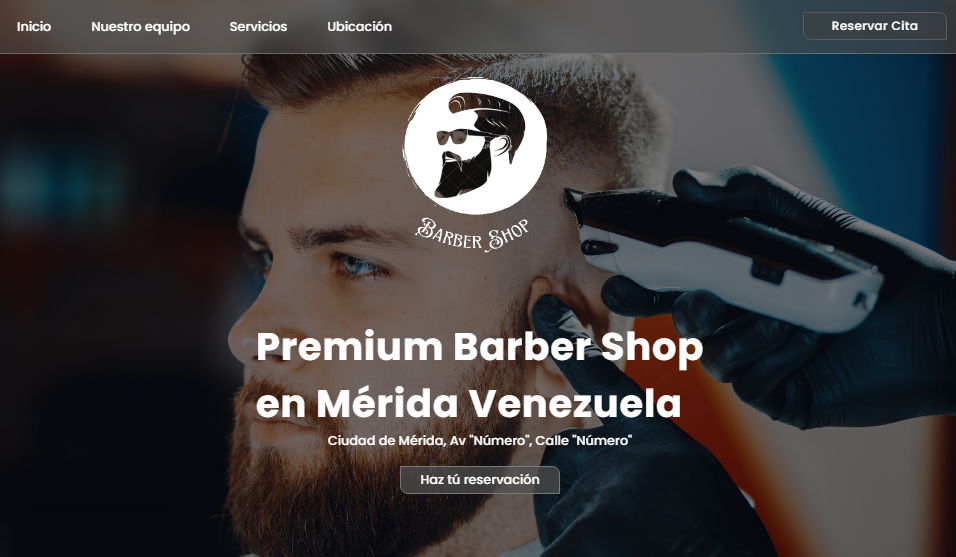 Inicio
Nuestro equipo
Servicios
Ubicación
Reservar Cita
BARBER SHOP
Premium Barber Shop
en Mérida Venezuela
Ciudad de Mérida, Av "Número", Calle "Número"
Haz tú reservación